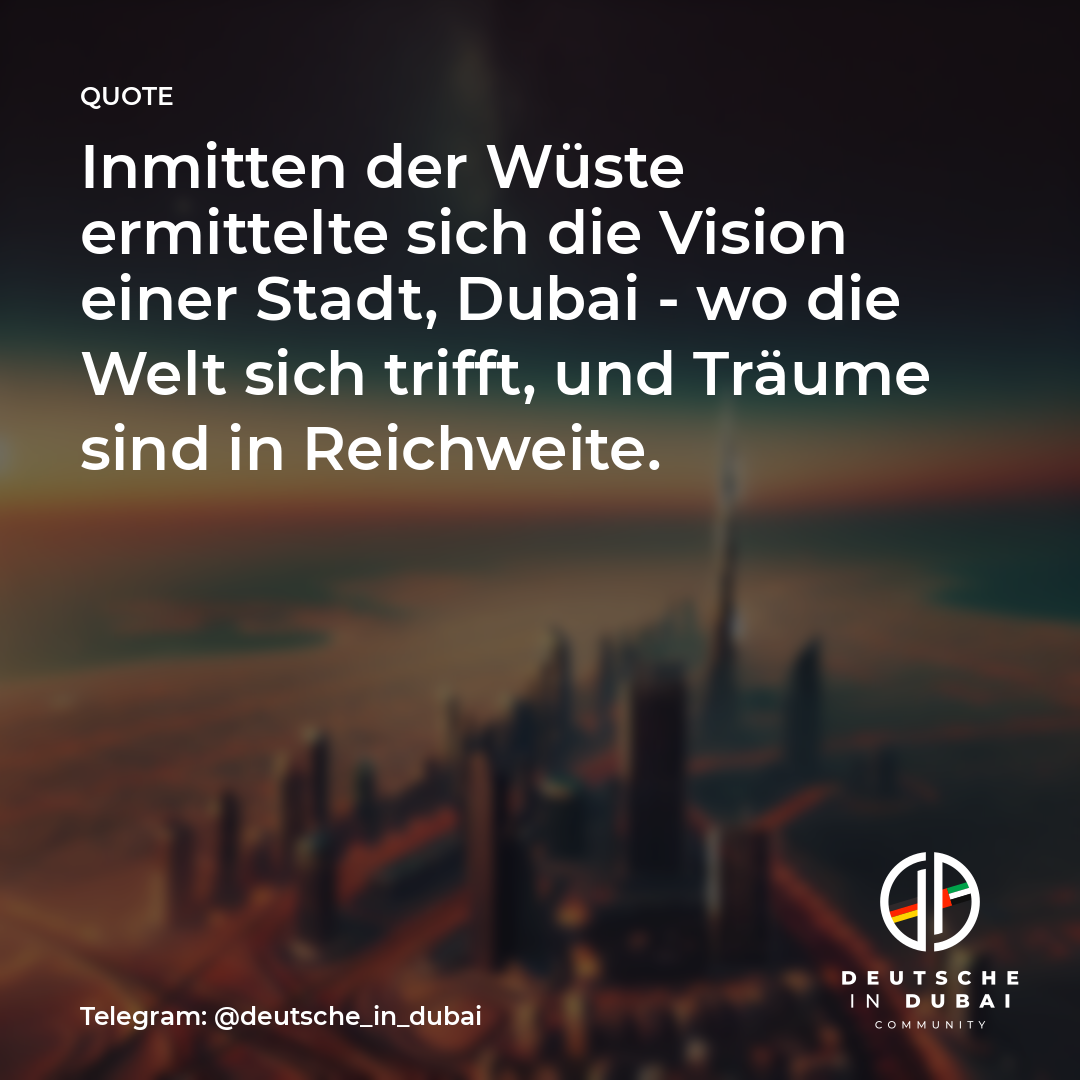 QUOTE
Inmitten der Wüste
ermittelte sich die Vision
einer Stadt, Dubai - wo die
Welt sich trifft, und Träume
sind in Reichweite.
DEUTSCHE
IN DUBAI
COMMUNITY
Telegram: @deutsche_in_dubai